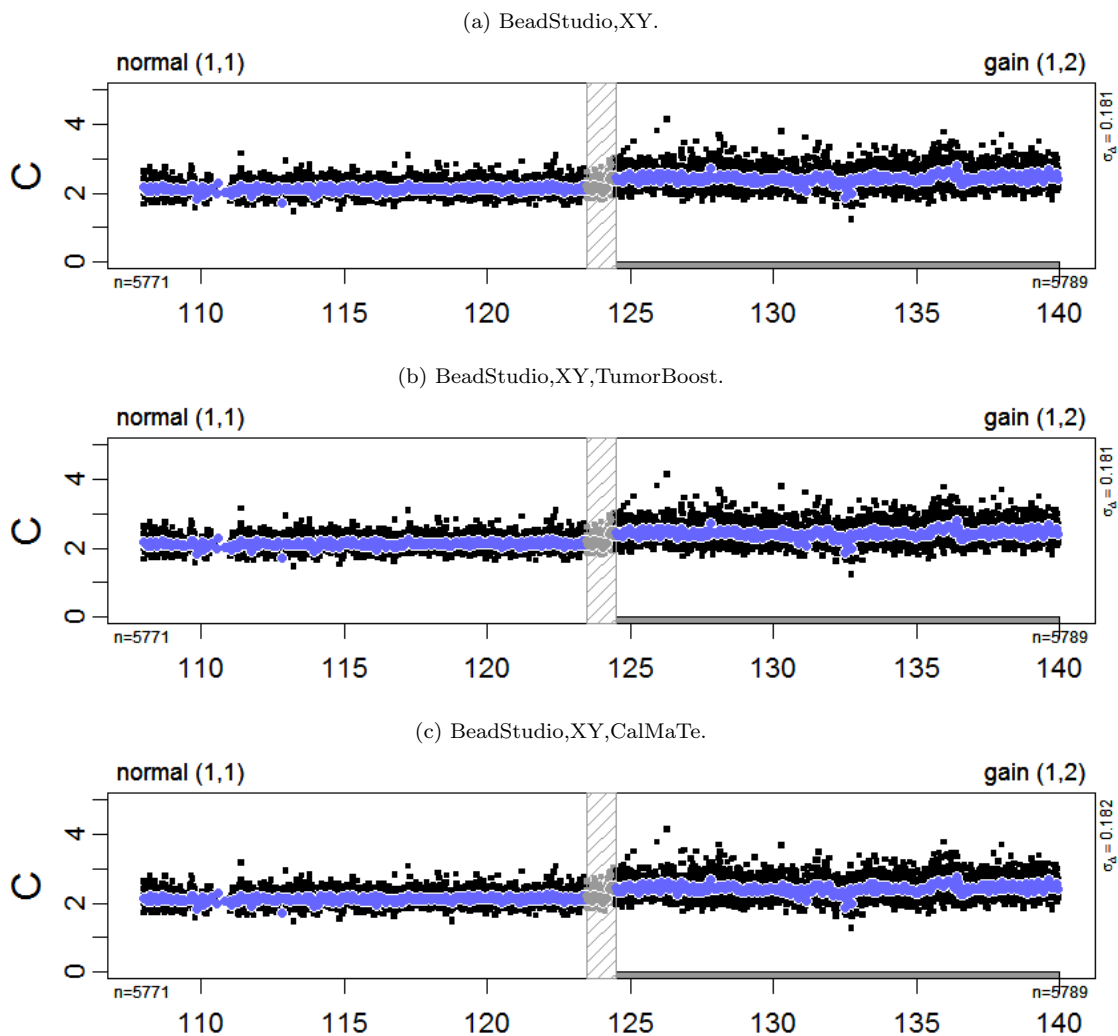 (a) BeadStudio,XY.
normal (1,1) gain (1,2)
C
4
2
0
σΔ = 0.181
n=5771 n=5789
110 115 120 125 130 135 140
(b) BeadStudio,XY,TumorBoost.
normal (1,1) gain (1,2)
C
4
2
0
σΔ = 0.181
n=5771 n=5789
110 115 120 125 130 135 140
(c) BeadStudio,XY,CalMaTe.
normal (1,1) gain (1,2)
C
4
2
0
σΔ = 0.182
n=5771 n=5789
110 115 120 125 130 135 140